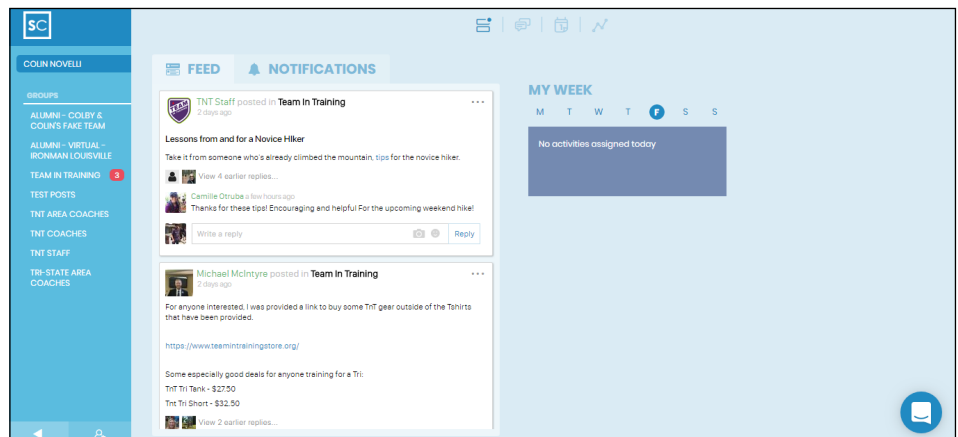 SC
COLIN NOVELLI
GROUPS
ALUMNI - COLBY &
COLIN'S FAKE TEAM
ALUMNI - VIRTUAL -
IRONMAN LOUISVILLE
TEAM IN TRAINING 3
TEST POSTS
TNT AREA COACHES
TNT COACHES
TNT STAFF
TRI-STATE AREA
COACHES
FEED NOTIFICATIONS
TEAM
TNT Staff posted in Team In Training
2 days ago
Lessons from and for a Novice HIker
Take it from someone who's already climbed the mountain, tips for the novice hiker.
View 4 earlier replies...
Camille Otruba a few hours ago
Thanks for these tips! Encouraging and helpful For the upcoming weekend hike!
Write a reply Reply
Michael McIntyre posted in Team In Training
2 days ago
For anyone interested, I was provided a link to buy some TnT gear outside of the Tshirts
that have been provided.
https://www.teamintrainingstore.org/
Some especially good deals for anyone training for a Tri:
TnT Tri Tank - $27.50
Tnt Tri Short - $32.50
View 2 earlier replies...
MY WEEK
M T W T F S S
No activities assigned today